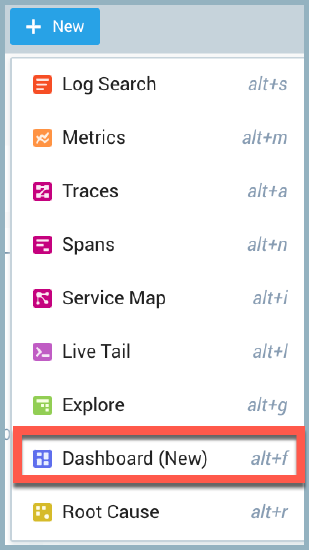 + New
Log Search alt+s
Metrics alt+m
Traces alt+a
Spans alt+n
Service Map alt+i
Live Tail alt+l
Explore alt+g
Dashboard (New) alt+f
Root Cause alt+r